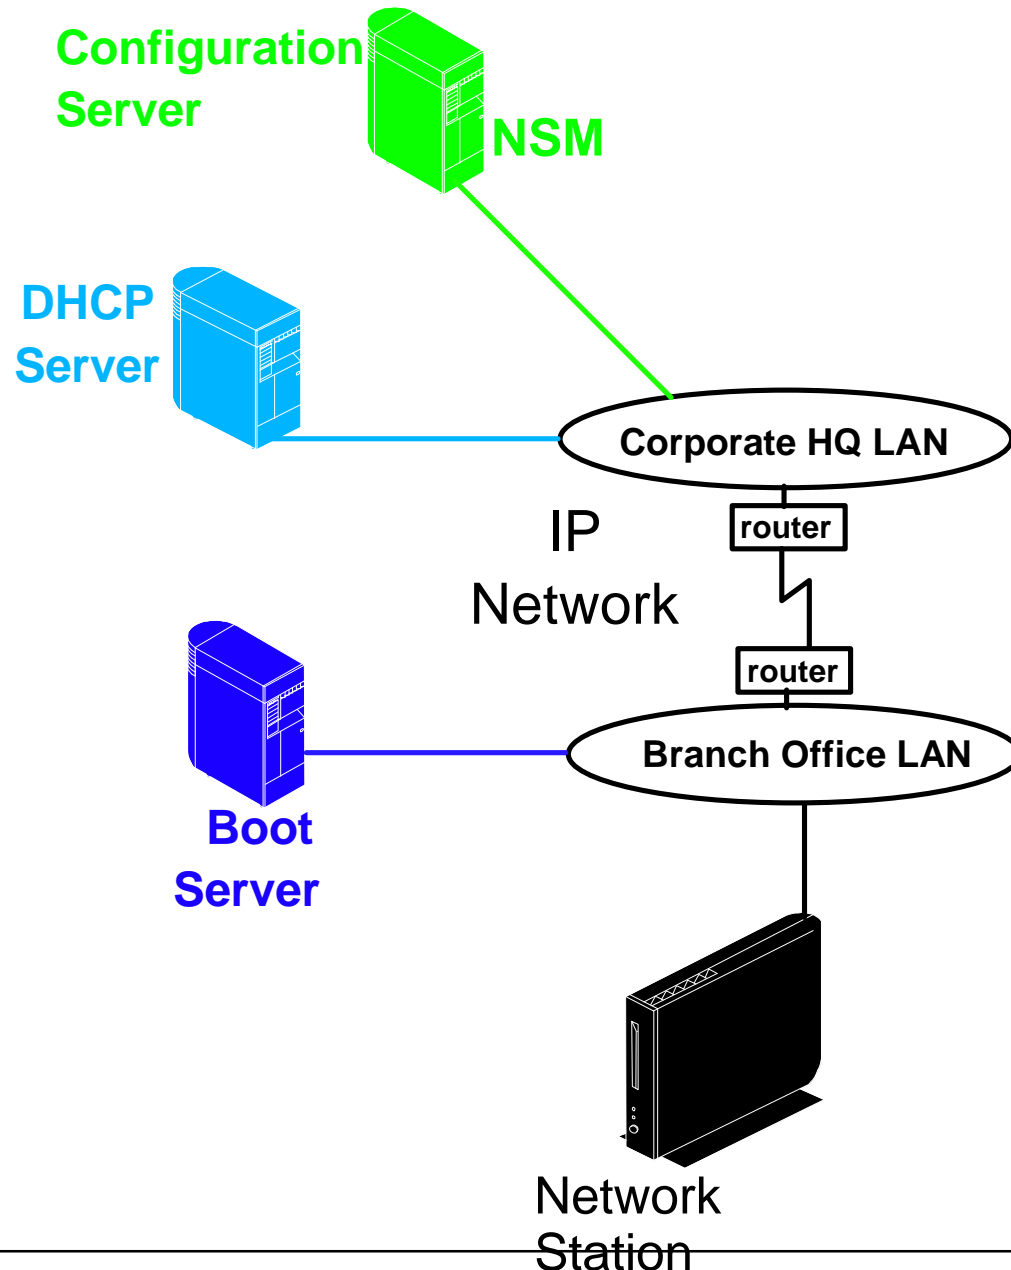 Configuration
Server
NSM
DHCP
Server
Corporate HQ LAN
router
IP
Network
router
Branch Office LAN
Boot
Server
Network
Station